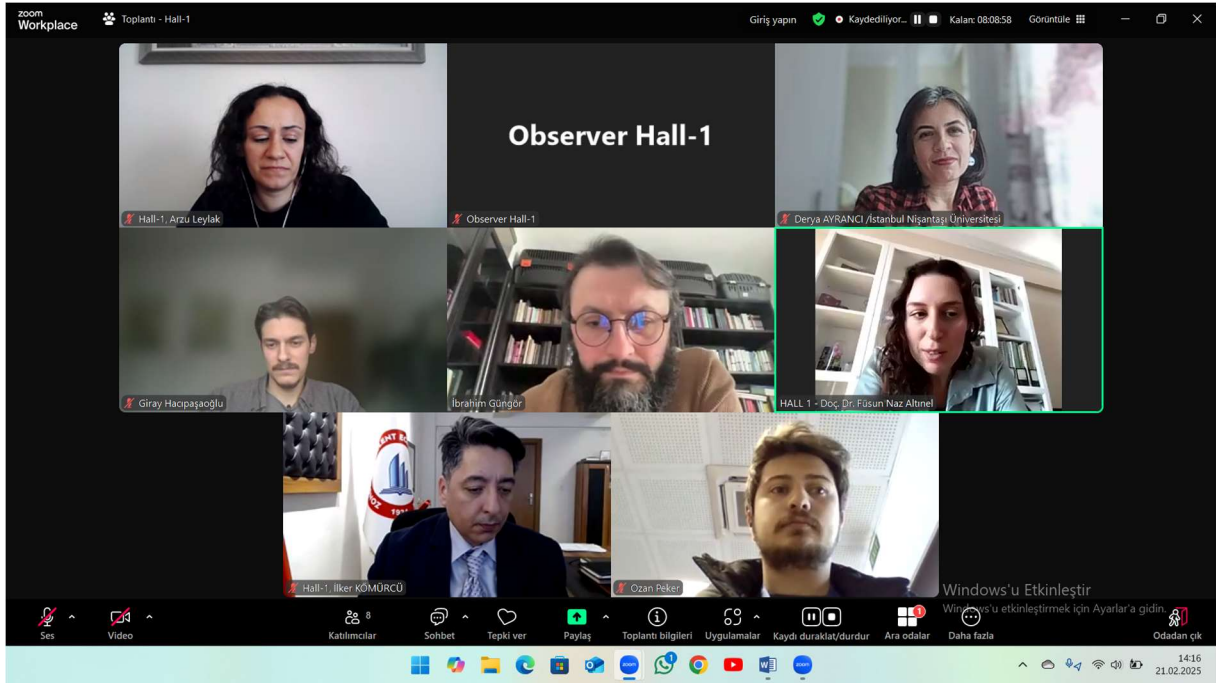 zoom
Workplace
Toplantı - Hall-1
Giriş yapın
Kaydediliyor...
Kalan: 08:08:58
Görüntüle
Observer Hall-1
Hall-1, Arzu Leylak
Observer Hall-1
Derya AYRANCI /İstanbul Nişantaşı Üniversitesi
Giray Hacıpaşaoğlu
İbrahim Güngör
HALL 1 - Doç. Dr. Füsun Naz Altınel
Hall-1, İlker KÖMÜRCÜ
Ozan Peker
Windows'u Etkinleştir
Windows'u etkinleştirmek için Ayarlar'a gidin.
Ses
Video
8
Katılımcılar
Sohbet
Tepki ver
Paylaş
Toplantı bilgileri
Uygulamalar
Kaydı duraklat/durdur
1
Ara odalar
Daha fazla
Odadan çık
zoom
1
zoom
14:16
21.02.2025